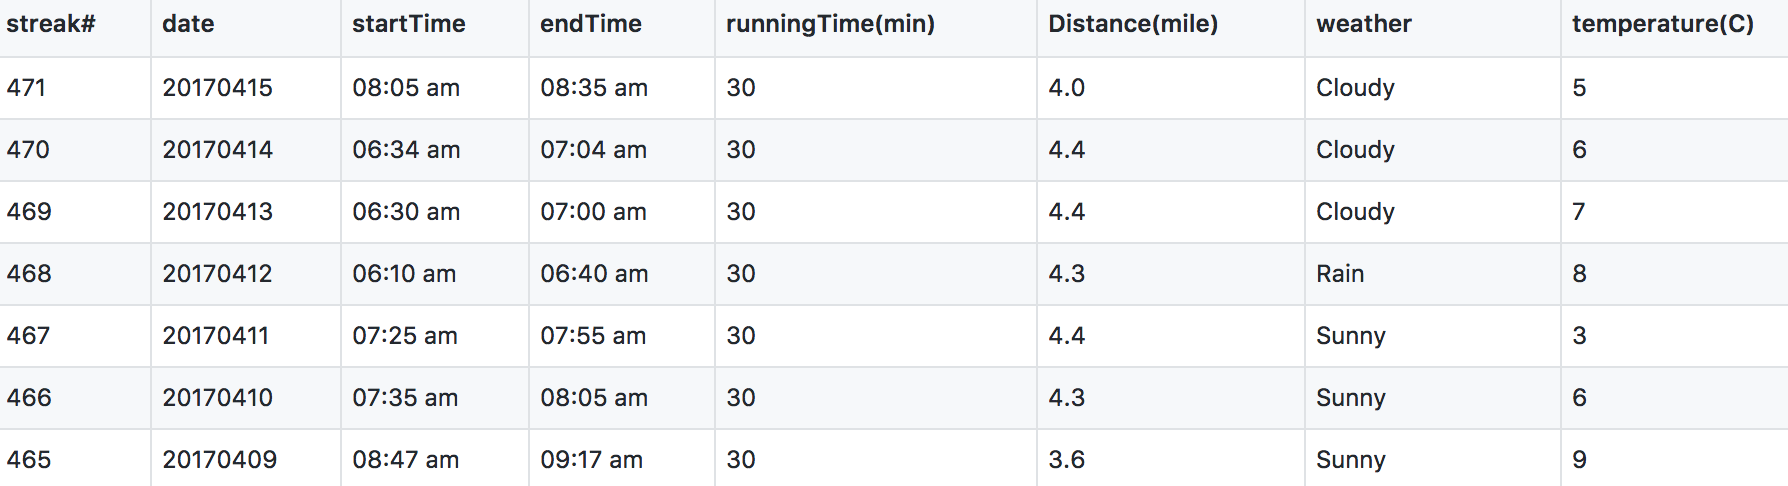 streak# date startTime endTime runningTime(min) Distance(mile) weather temperature(C)
471 20170415 08:05 am 08:35 am 30 4.0 Cloudy 5
470 20170414 06:34 am 07:04 am 30 4.4 Cloudy 6
469 20170413 06:30 am 07:00 am 30 4.4 Cloudy 7
468 20170412 06:10 am 06:40 am 30 4.3 Rain 8
467 20170411 07:25 am 07:55 am 30 4.4 Sunny 3
466 20170410 07:35 am 08:05 am 30 4.3 Sunny 6
465 20170409 08:47 am 09:17 am 30 3.6 Sunny 9